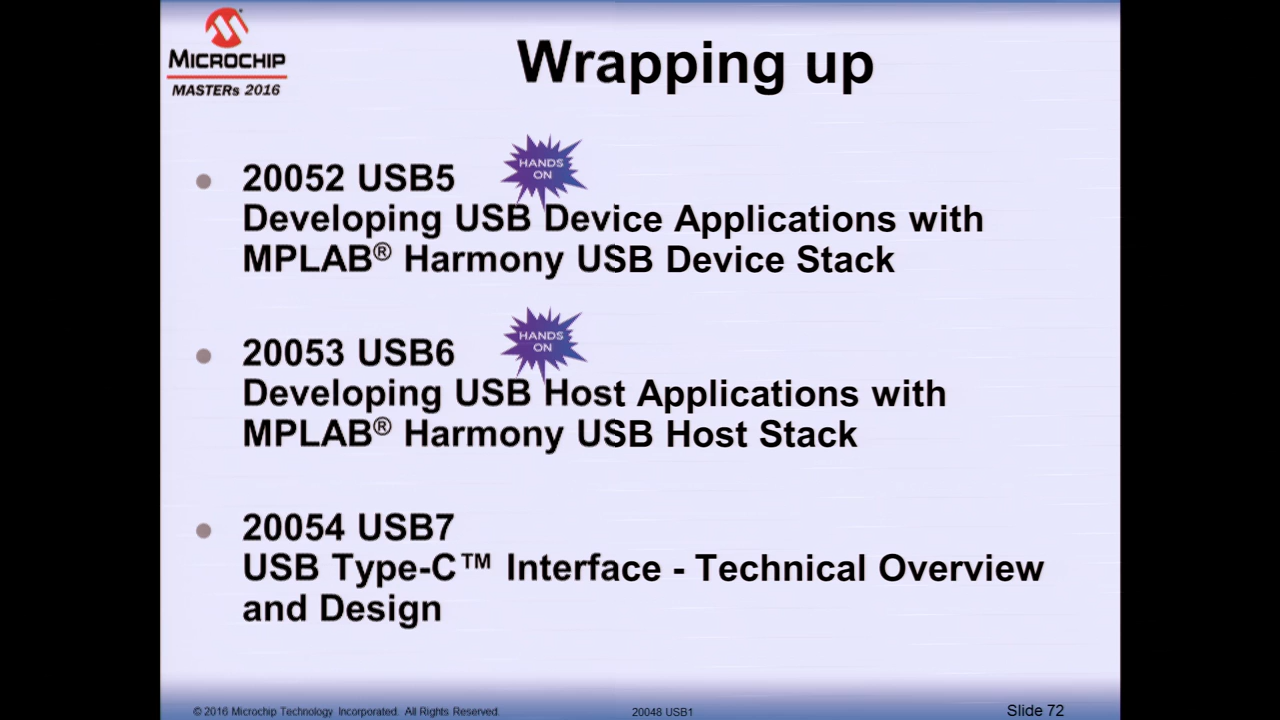 MICROCHIP
MASTERs 2016
Wrapping up
20052 USB5
HANDS
ON
Developing USB Device Applications with
MPLAB® Harmony USB Device Stack
20053 USB6
HANDS
ON
Developing USB Host Applications with
MPLAB® Harmony USB Host Stack
20054 USB7
USB Type-C™ Interface - Technical Overview
and Design
© 2016 Microchip Technology Incorporated. All Rights Reserved.
20048 USB1
Slide 72